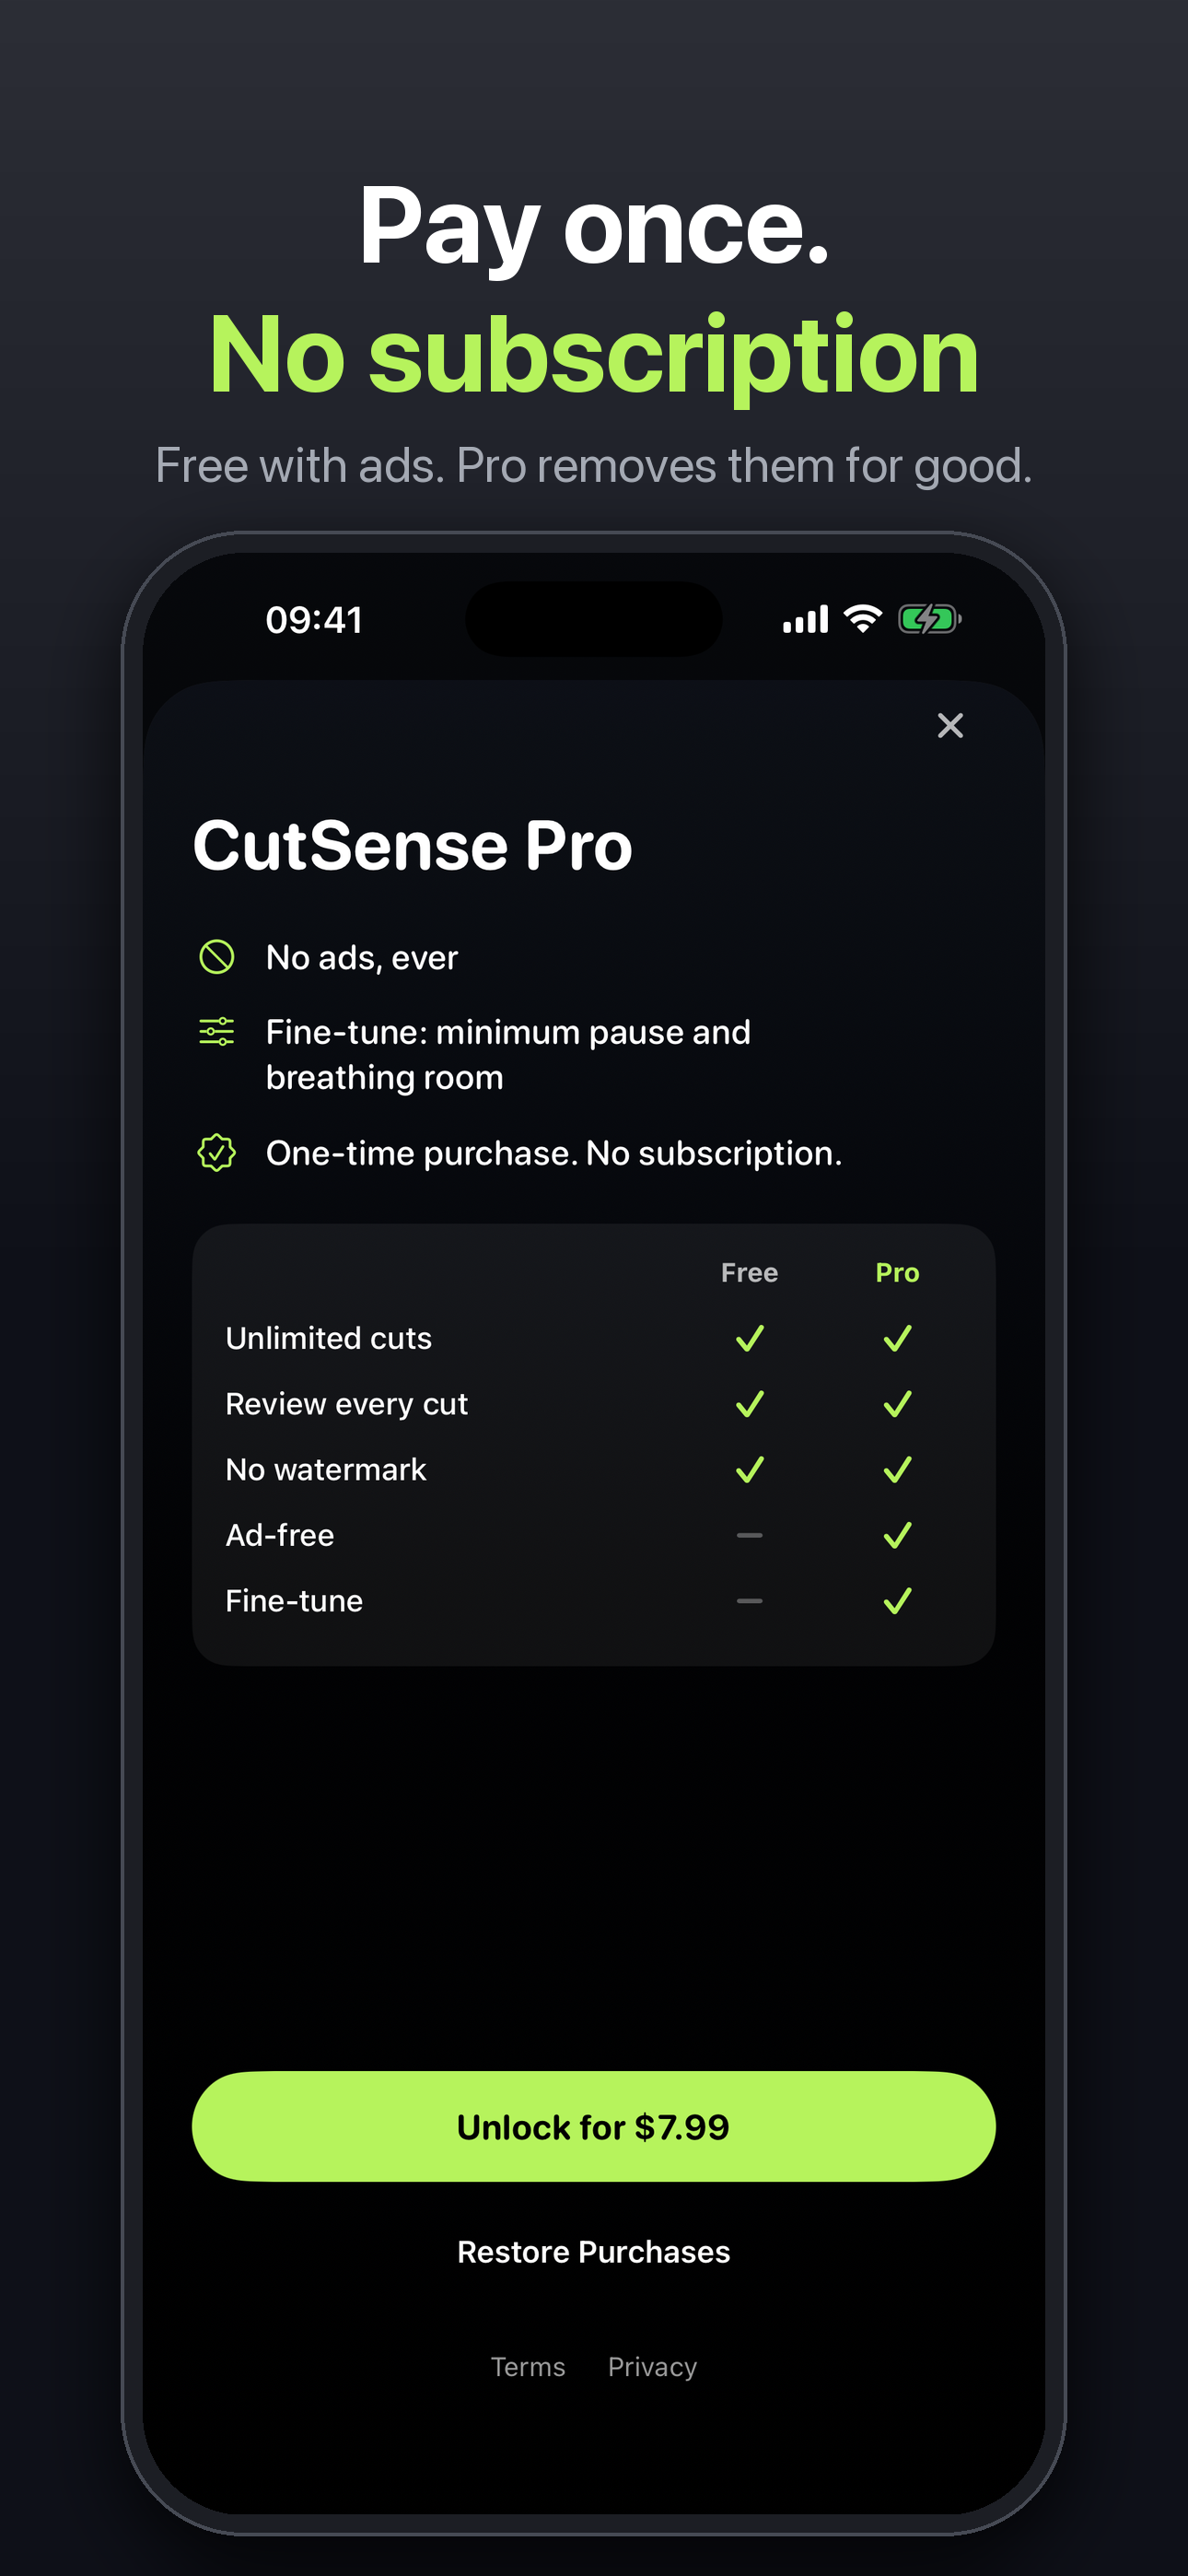 Pay once.
No subscription
Free with ads. Pro removes them for good.
09:41
CutSense Pro
No ads, ever
Fine-tune: minimum pause and
breathing room
One-time purchase. No subscription.
Free Pro
Unlimited cuts
Review every cut
No watermark
Ad-free
Fine-tune
Unlock for $7.99
Restore Purchases
Terms Privacy